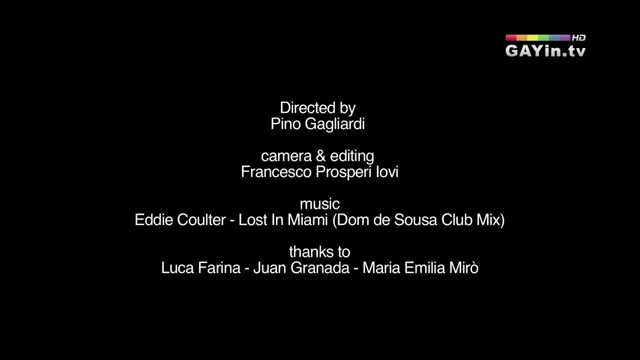 HD
GAYin.tv
Directed by
Pino Gagliardi
camera & editing
Francesco Prosperi Iovi
music
Eddie Coulter - Lost In Miami (Dom de Sousa Club Mix)
thanks to
Luca Farina - Juan Granada - Maria Emilia Mirò